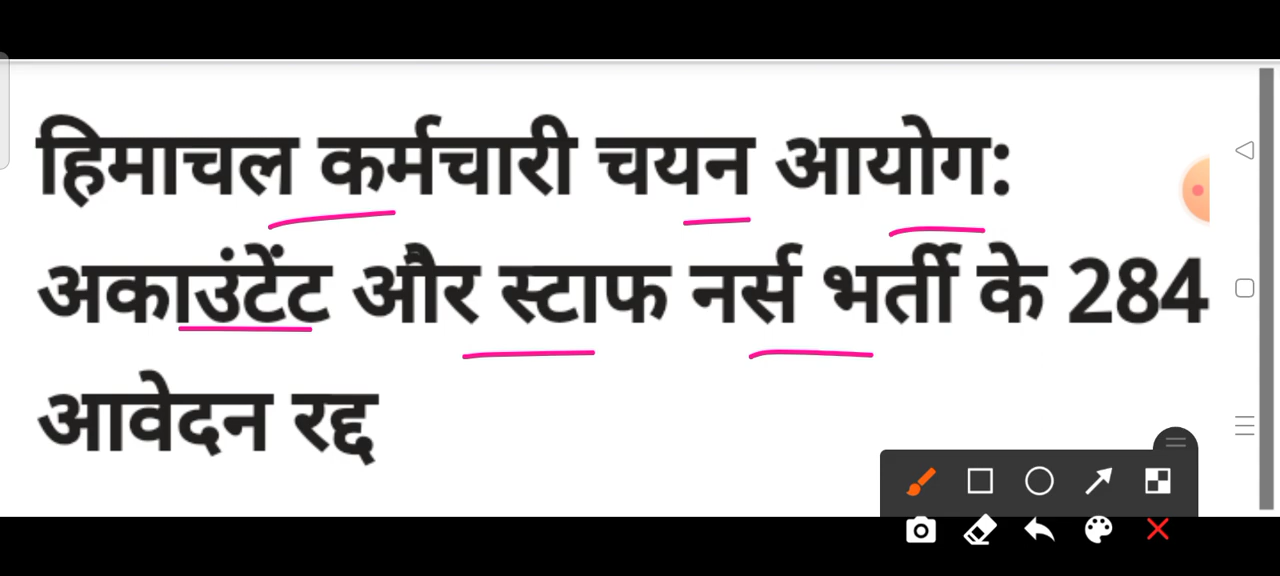 हिमाचल कर्मचारी चयन आयोग:
अकाउंटेंट और स्टाफ नर्स भर्ती के 284
आवेदन रद्द